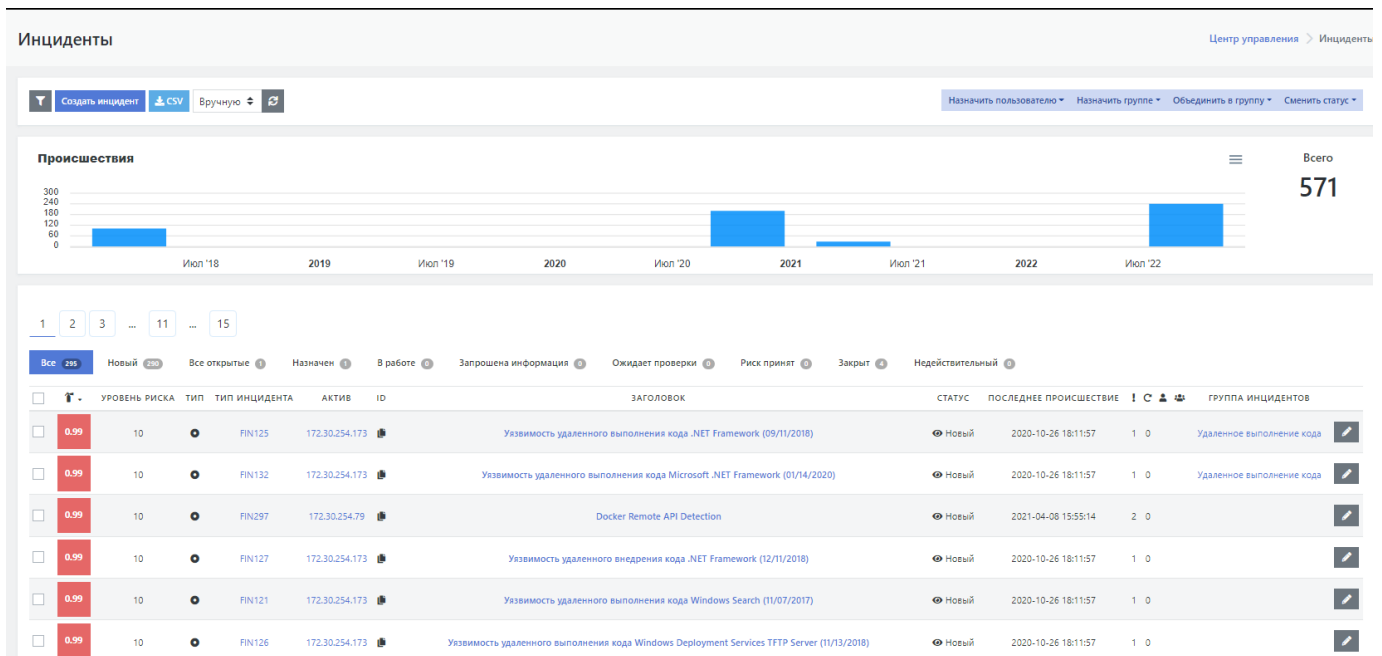 Инциденты
Центр управления > Инциденты
Создать инцидент CSV Вручную Назначить пользователю Назначить группе Объединить в группу Сменить статус
Происшествия
Всего
571
300
240
180
120
60
0
Июл '18 2019 Июл '19 2020 Июл '20 2021 Июл '21 2022 Июл '22
1 2 3 ... 11 ... 15
Все 295 Новый 290 Все открытые 1 Назначен 1 В работе 0 Запрошена информация 0 Ожидает проверки 0 Риск принят 0 Закрыт 4 Недействительный 0
УРОВЕНЬ РИСКА ТИП ТИП ИНЦИДЕНТА АКТИВ ID ЗАГОЛОВОК СТАТУС ПОСЛЕДНЕЕ ПРОИСШЕСТВИЕ ГРУППА ИНЦИДЕНТОВ
0.99 10 FIN125 172.30.254.173 Уязвимость удаленного выполнения кода .NET Framework (09/11/2018) Новый 2020-10-26 18:11:57 1 0 Удаленное выполнение кода
0.99 10 FIN132 172.30.254.173 Уязвимость удаленного выполнения кода Microsoft .NET Framework (01/14/2020) Новый 2020-10-26 18:11:57 1 0 Удаленное выполнение кода
0.99 10 FIN297 172.30.254.79 Docker Remote API Detection Новый 2021-04-08 15:55:14 2 0
0.99 10 FIN127 172.30.254.173 Уязвимость удаленного внедрения кода .NET Framework (12/11/2018) Новый 2020-10-26 18:11:57 1 0
0.99 10 FIN121 172.30.254.173 Уязвимость удаленного выполнения кода Windows Search (11/07/2017) Новый 2020-10-26 18:11:57 1 0
0.99 10 FIN126 172.30.254.173 Уязвимость удаленного выполнения кода Windows Deployment Services TFTP Server (11/13/2018) Новый 2020-10-26 18:11:57 1 0